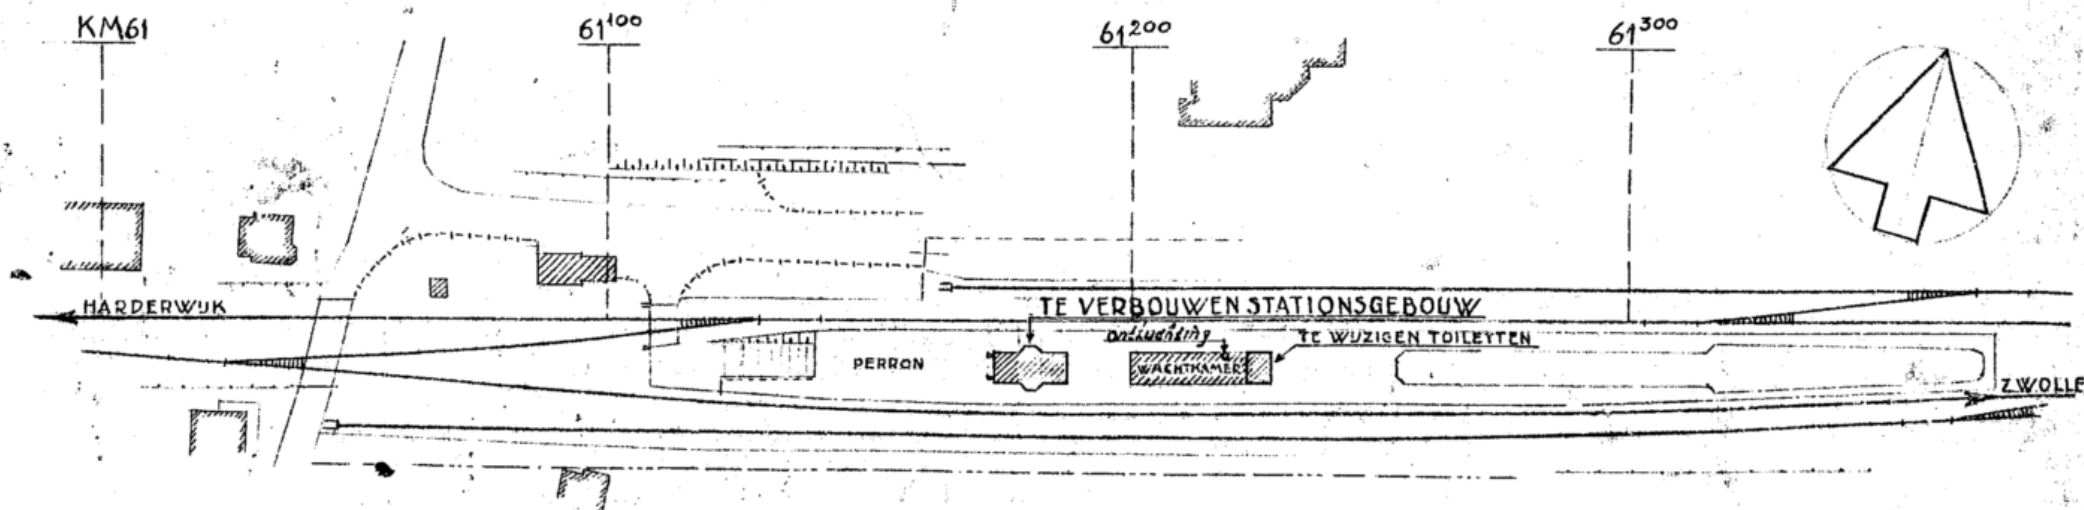 KM61
61¹⁰⁰
61²⁰⁰
61³⁰⁰
HARDERWIJK
TE VERBOUWEN STATIONSGEBOUW
ontluchting
TE WIJZIGEN TOILETTEN
PERRON
WACHTKAMER
ZWOLLE